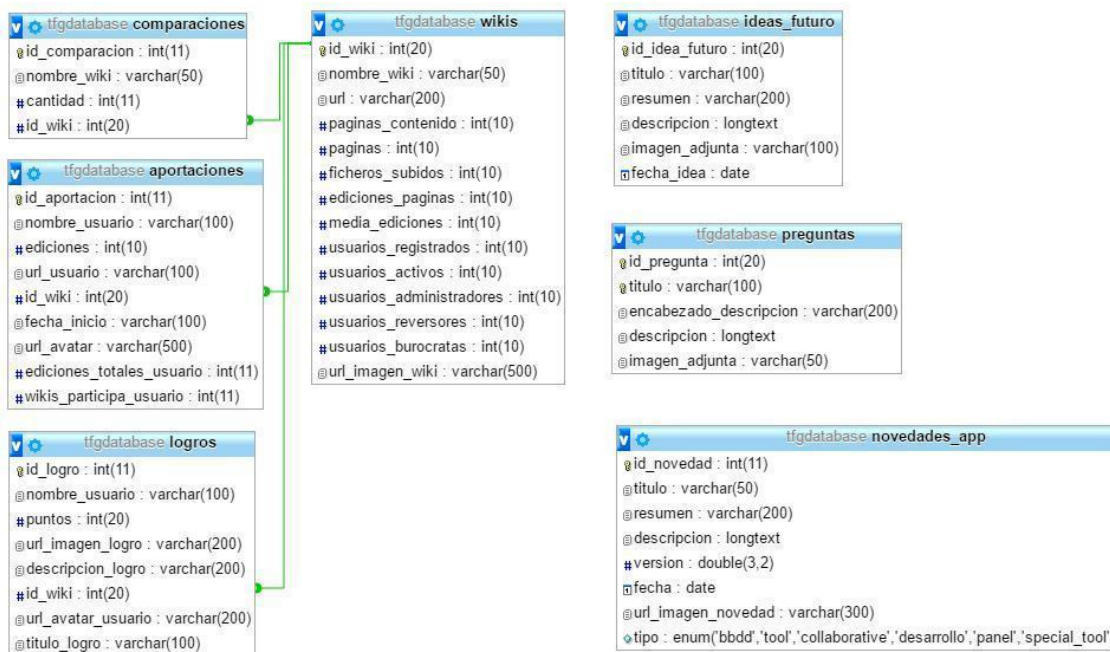 tfgdatabase comparaciones
id_comparacion : int(11)
nombre_wiki : varchar(50)
cantidad : int(11)
id_wiki : int(20)
tfgdatabase aportaciones
id_aportacion : int(11)
nombre_usuario : varchar(100)
ediciones : int(10)
url_usuario : varchar(100)
id_wiki : int(20)
fecha_inicio : varchar(100)
url_avatar : varchar(500)
ediciones_totales_usuario : int(11)
wikis_participa_usuario : int(11)
tfgdatabase logros
id_logro : int(11)
nombre_usuario : varchar(100)
puntos : int(20)
url_imagen_logro : varchar(200)
descripcion_logro : varchar(200)
id_wiki : int(20)
url_avatar_usuario : varchar(200)
titulo_logro : varchar(100)
tfgdatabase wikis
id_wiki : int(20)
nombre_wiki : varchar(50)
url : varchar(200)
paginas_contenido : int(10)
paginas : int(10)
ficheros_subidos : int(10)
ediciones_paginas : int(10)
media_ediciones : int(10)
usuarios_registrados : int(10)
usuarios_activos : int(10)
usuarios_administradores : int(10)
usuarios_reversores : int(10)
usuarios_burocratas : int(10)
url_imagen_wiki : varchar(500)
tfgdatabase ideas_futuro
id_idea_futuro : int(20)
titulo : varchar(100)
resumen : varchar(200)
descripcion : longtext
imagen_adjunta : varchar(100)
fecha_idea : date
tfgdatabase preguntas
id_pregunta : int(20)
titulo : varchar(100)
encabezado_descripcion : varchar(200)
descripcion : longtext
imagen_adjunta : varchar(50)
tfgdatabase novedades_app
id_novedad : int(11)
titulo : varchar(50)
resumen : varchar(200)
descripcion : longtext
version : double(3,2)
fecha : date
url_imagen_novedad : varchar(300)
tipo : enum('bbdd','tool','collaborative','desarrollo','panel','special_tool'